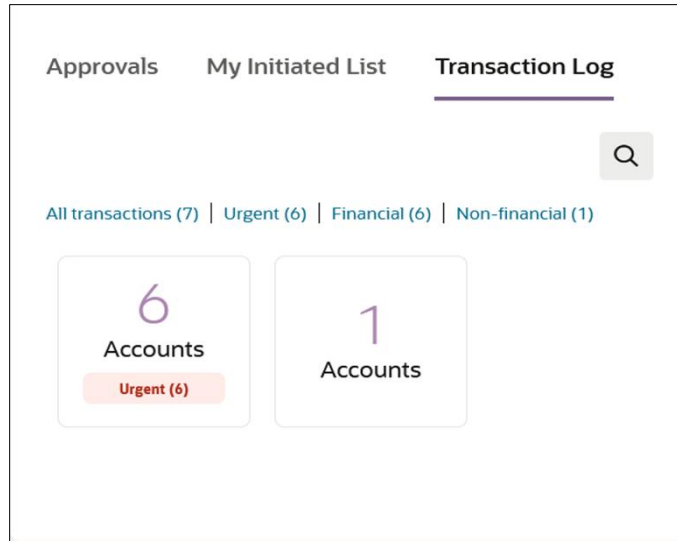 Approvals My Initiated List Transaction Log
All transactions (7) | Urgent (6) | Financial (6) | Non-financial (1)
6
Accounts
Urgent (6)
1
Accounts